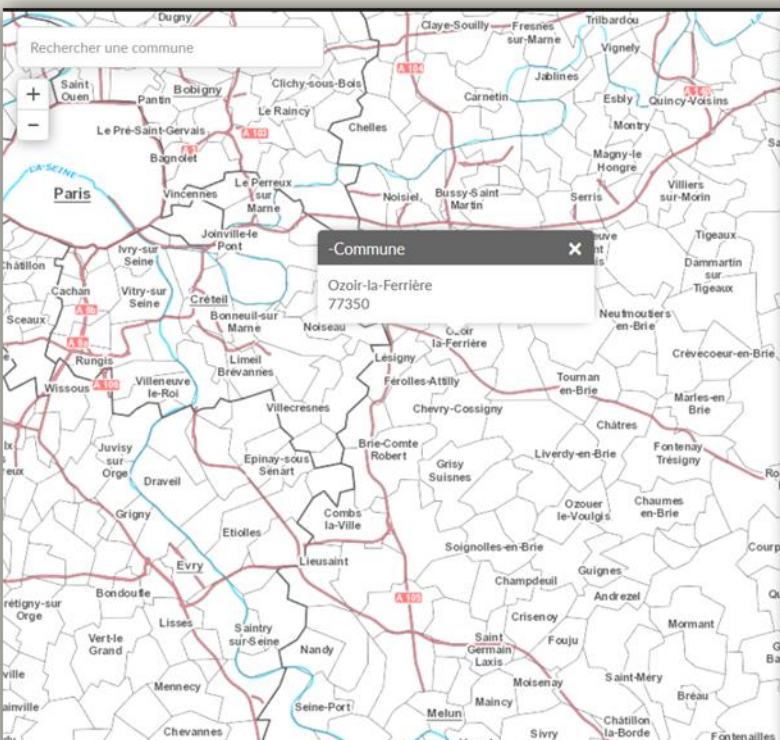 Dugny
Claye-Souilly
Fresnes
sur-Marne
Trilbardou
Rechercher une commune
Vignely
A 104
Jablines
Saint
Ouen
Pantin
Bobigny
Clichy-sous-Bois
Carnetin
Esbly
Quincy-Voisins
Le Raincy
Le Pré-Saint-Gervais
A 103
Chelles
Montry
A 3
Bagnolet
Magny-le
Hongre
LA SEINE
Paris
Vincennes
Le Perreux
sur
Marne
Noisiel
Bussy-Saint
Martin
Serris
Villiers
sur-Morin
Joinville-le
Pont
Ivry-sur
Seine
-Commune
Tigeaux
Châtillon
Dammartin
sur
Tigeaux
Ozoir-la-Ferrière
77350
Cachan
Vitry-sur
Seine
Créteil
Bonneuil-sur
Marne
Noiseau
Neufmoutiers
en-Brie
A 6b
Sceaux
A 6a
Rungis
Limeil
Brévannes
Ozoir
la-Ferrière
Lésigny
Crèvecoeur-en-Brie
Wissous
A 106
Villeneuve
le-Roi
Férolles-Attilly
Tournan
en-Brie
Villecresnes
Chevry-Cossigny
Marles-en
Brie
Châtres
Juvisy
sur
Orge
Draveil
Epinay-sous
Sénart
Brie-Comte
Robert
Grisy
Suisnes
Liverdy-en-Brie
Fontenay
Trésigny
Grigny
Combs
la-Ville
Ozouer
le-Voulgis
Chaumes
en-Brie
Etiolles
Evry
Lieusaint
Soignolles-en-Brie
Guignes
Champdeuil
Andrezel
Bondoufle
A 105
Lisses
Vert-le
Grand
Saintry
sur-Seine
Nandy
Saint
Germain
Laxis
Crisenoy
Fouju
Mormant
Moisenay
Saint-Méry
Mennecy
Maincy
Bréau
Seine-Port
Melun
Châtillon
la-Borde
Chevannes
Sivry
Fontenailles